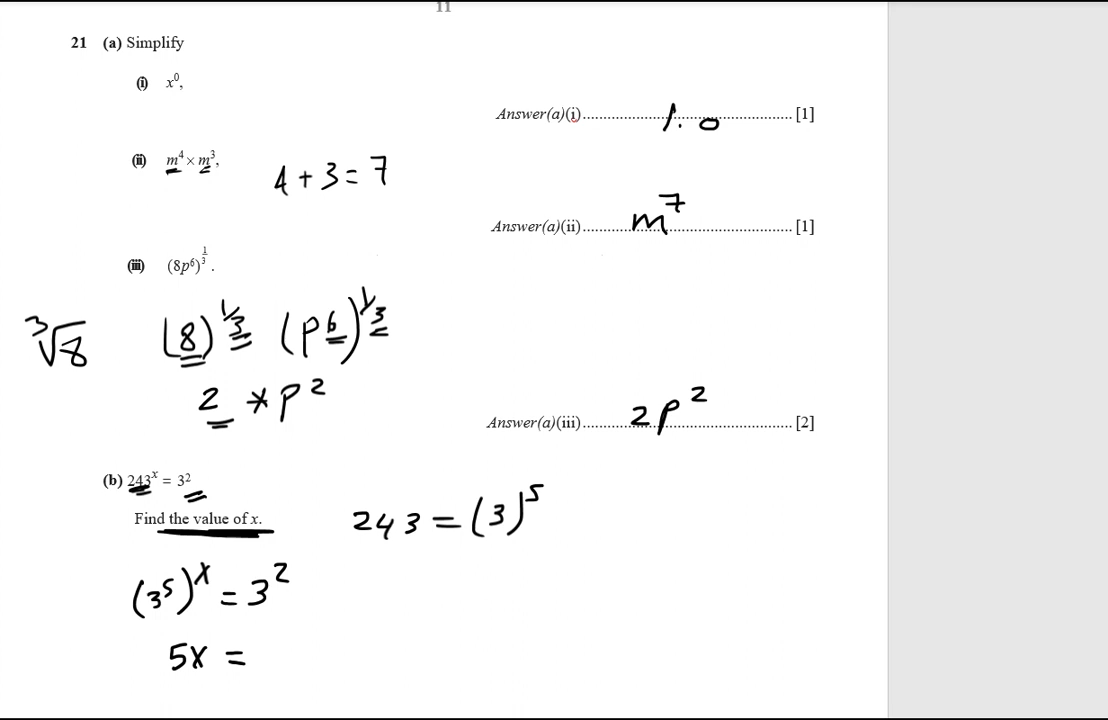 11
21 (a) Simplify
(i) x⁰,
Answer(a)(i)........................ 1.0 ........................ [1]
(ii) m⁴ × m³,
4 + 3 = 7
Answer(a)(ii)........................ m⁷ ........................ [1]
(iii) (8p⁶)^(1/3) .
∛8 (8)^(1/3) (p⁶)^(1/3)
2 * p²
Answer(a)(iii)........................ 2p² ........................ [2]
(b) 243ˣ = 3²
Find the value of x.
243 = (3)⁵
(3⁵)ˣ = 3²
5x =